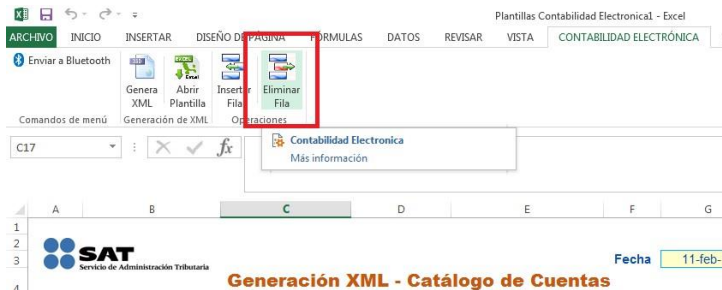 Plantillas Contabilidad Electronica1 - Excel
ARCHIVO INICIO INSERTAR DISEÑO DE PÁGINA FÓRMULAS DATOS REVISAR VISTA CONTABILIDAD ELECTRÓNICA
Enviar a Bluetooth
Genera XML
Abrir Plantilla
Insertar Fila
Eliminar Fila
Comandos de menú Generación de XML Operaciones
C17 fx
Contabilidad Electronica
Más información
A B C D E F G
1
2
3
4
SAT
Servicio de Administración Tributaria
Fecha 11-feb-
Generación XML - Catálogo de Cuentas